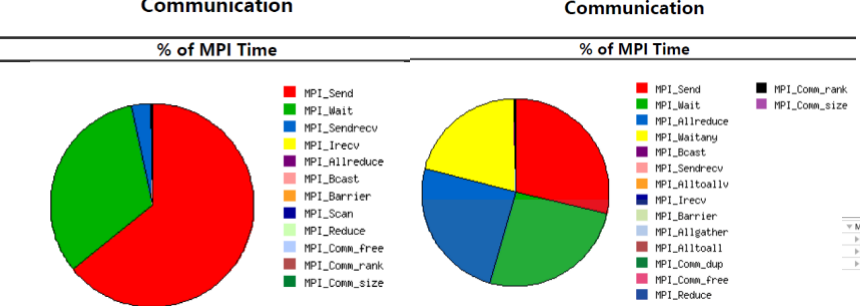 Communication
% of MPI Time
MPI_Send
MPI_Wait
MPI_Sendrecv
MPI_Irecv
MPI_Allreduce
MPI_Bcast
MPI_Barrier
MPI_Scan
MPI_Reduce
MPI_Comm_free
MPI_Comm_rank
MPI_Comm_size
Communication
% of MPI Time
MPI_Send
MPI_Wait
MPI_Allreduce
MPI_Waitany
MPI_Bcast
MPI_Sendrecv
MPI_Alltoallv
MPI_Irecv
MPI_Barrier
MPI_Allgather
MPI_Alltoall
MPI_Comm_dup
MPI_Comm_free
MPI_Reduce
MPI_Comm_rank
MPI_Comm_size